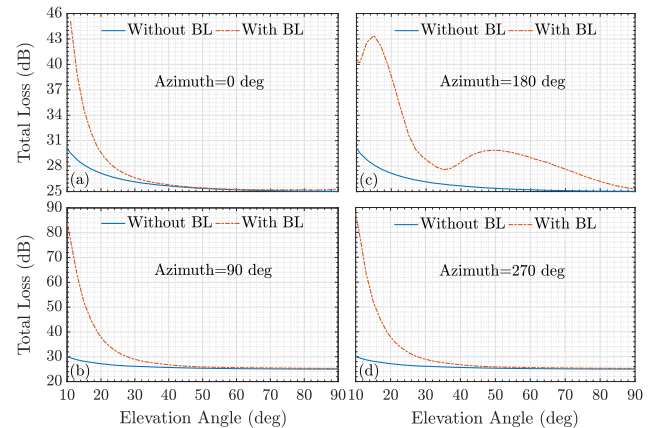 46
43
40
37
34
31
28
25
Total Loss (dB)
Without BL
With BL
Azimuth=0 deg
(a)
Without BL
With BL
Azimuth=180 deg
(c)
90
80
70
60
50
40
30
20
Total Loss (dB)
Without BL
With BL
Azimuth=90 deg
(b)
10 20 30 40 50 60 70 80 90
Elevation Angle (deg)
Without BL
With BL
Azimuth=270 deg
(d)
10 20 30 40 50 60 70 80 90
Elevation Angle (deg)